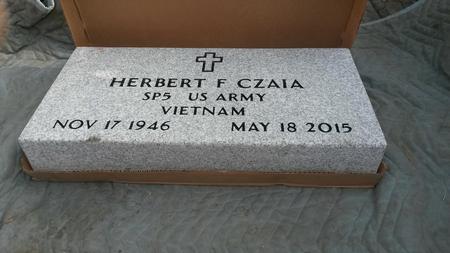 HERBERT F CZAIA
SP5 US ARMY
VIETNAM
NOV 17 1946 MAY 18 2015